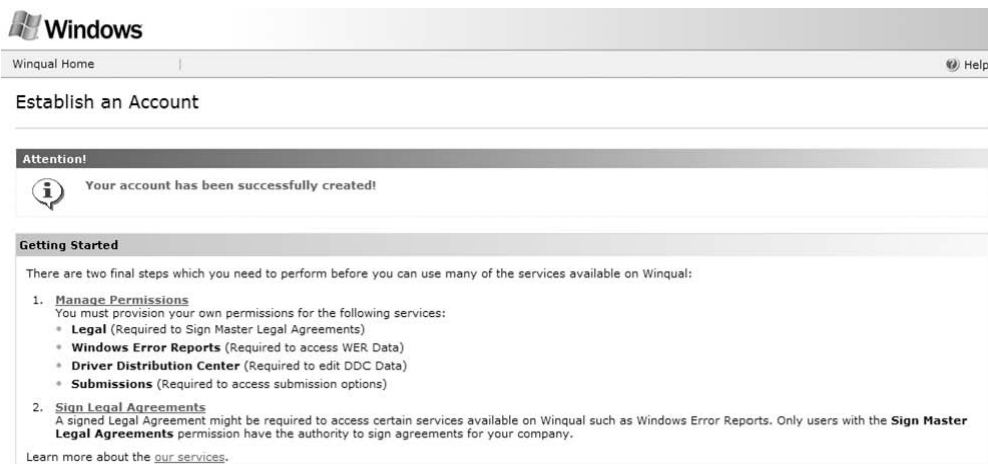 Windows
Winqual Home | Help
Establish an Account
Attention!
Your account has been successfully created!
Getting Started
There are two final steps which you need to perform before you can use many of the services available on Winqual:
1. Manage Permissions
You must provision your own permissions for the following services:
• Legal (Required to Sign Master Legal Agreements)
• Windows Error Reports (Required to access WER Data)
• Driver Distribution Center (Required to edit DDC Data)
• Submissions (Required to access submission options)
2. Sign Legal Agreements
A signed Legal Agreement might be required to access certain services available on Winqual such as Windows Error Reports. Only users with the Sign Master
Legal Agreements permission have the authority to sign agreements for your company.
Learn more about the our services.